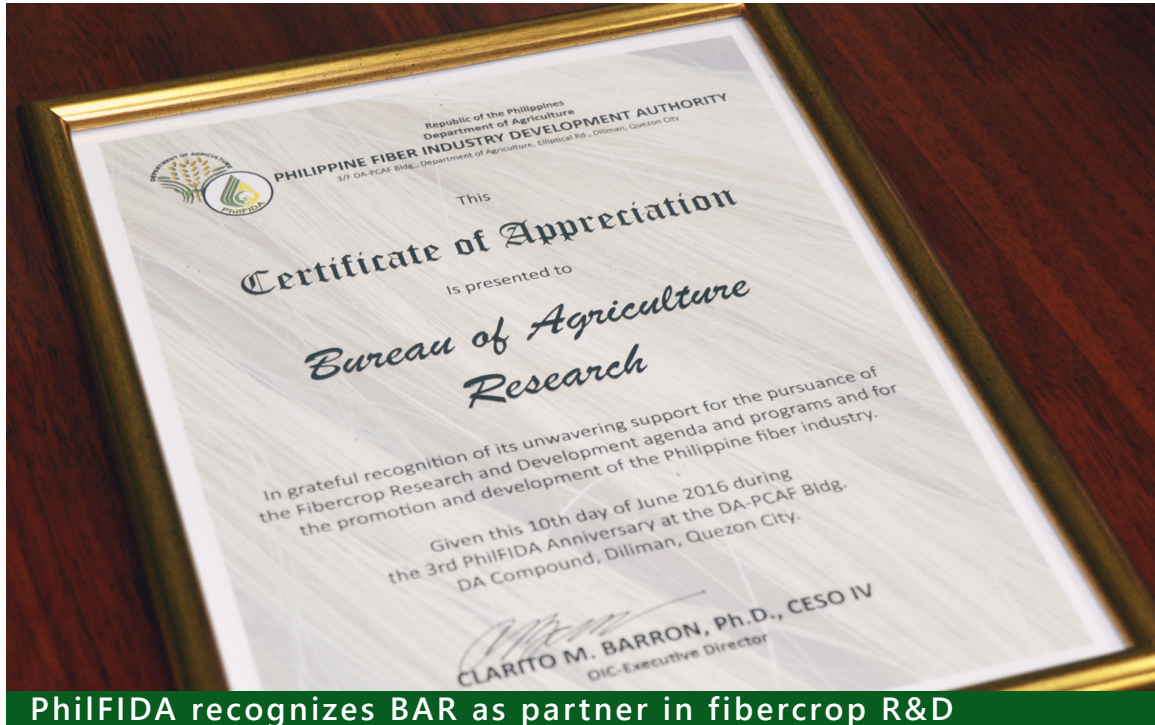 Republic of the Philippines
Department of Agriculture
PHILIPPINE FIBER INDUSTRY DEVELOPMENT AUTHORITY
3/F DA-PCAF Bldg., Department of Agriculture, Elliptical Rd., Diliman, Quezon City
DEPARTMENT OF AGRICULTURE
PhilFIDA
This
Certificate of Appreciation
Is presented to
Bureau of Agriculture
Research
In grateful recognition of its unwavering support for the pursuance of
the Fibercrop Research and Development agenda and programs and for
the promotion and development of the Philippine fiber industry.
Given this 10th day of June 2016 during
the 3rd PhilFIDA Anniversary at the DA-PCAF Bldg.
DA Compound, Diliman, Quezon City.
CLARITO M. BARRON, Ph.D., CESO IV
OIC-Executive Director
PhilFIDA recognizes BAR as partner in fibercrop R&D